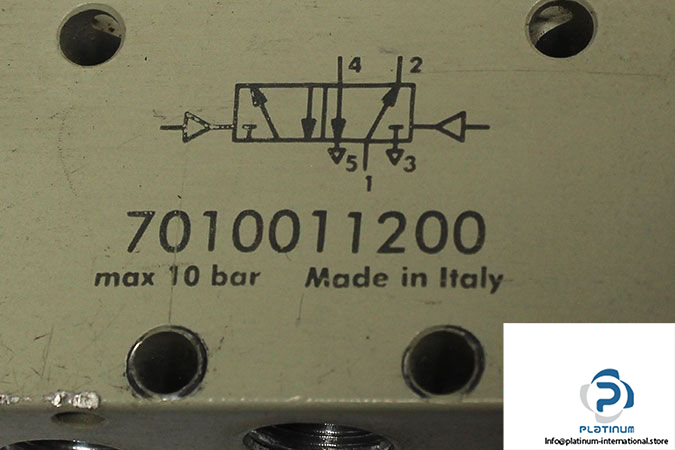 4 2
5 3
1
7010011200
max 10 bar Made in Italy
PLATINUM
Info@platinum-international.store